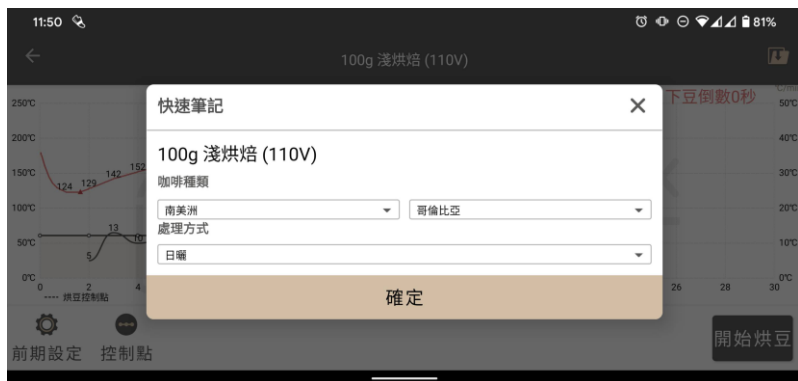 11:50 81%
100g 淺烘焙 (110V)
下豆倒數0秒
快速筆記
100g 淺烘焙 (110V)
咖啡種類
南美洲 哥倫比亞
處理方式
日曬
確定
250℃ 50℃
200℃ 40℃
150℃ 124 129 142 152 30℃
100℃ 20℃
50℃ 5 13 10 10℃
0℃ 0℃
0 2 4 26 28 30
---- 烘豆控制點
前期設定 控制點 開始烘豆